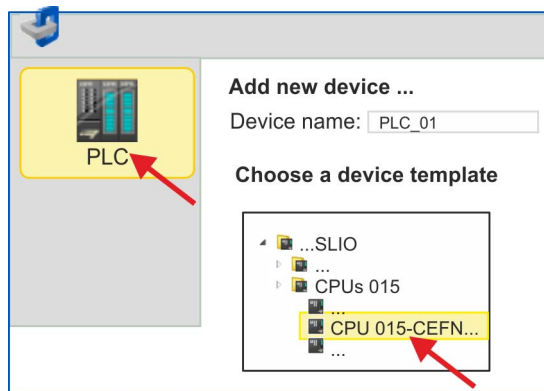 PLC
Add new device ...
Device name: PLC_01
Choose a device template
...SLIO
...
CPUs 015
...
CPU 015-CEFN...
...